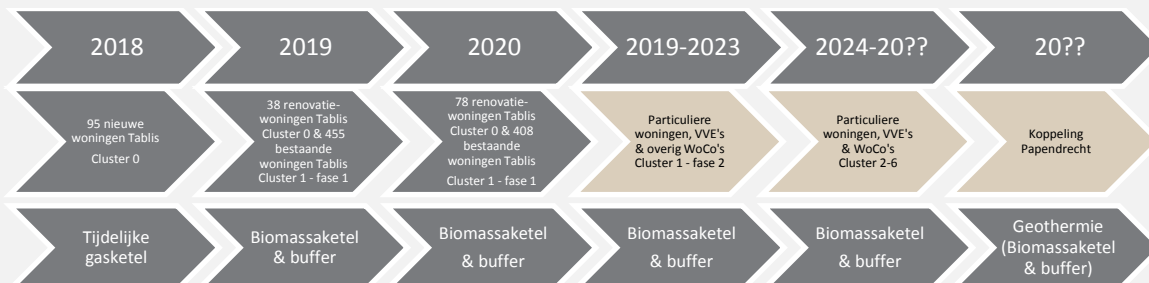 2018
2019
2020
2019-2023
2024-20??
20??
95 nieuwe
woningen Tablis
Cluster 0
38 renovatie-
woningen Tablis
Cluster 0 & 455
bestaande
woningen Tablis
Cluster 1 - fase 1
78 renovatie-
woningen Tablis
Cluster 0 & 408
bestaande
woningen Tablis
Cluster 1 - fase 1
Particuliere
woningen, VVE's
& overig WoCo's
Cluster 1 - fase 2
Particuliere
woningen, VVE's
& WoCo's
Cluster 2-6
Koppeling
Papendrecht
Tijdelijke
gasketel
Biomassaketel
& buffer
Biomassaketel
& buffer
Biomassaketel
& buffer
Biomassaketel
& buffer
Geothermie
(Biomassaketel
& buffer)